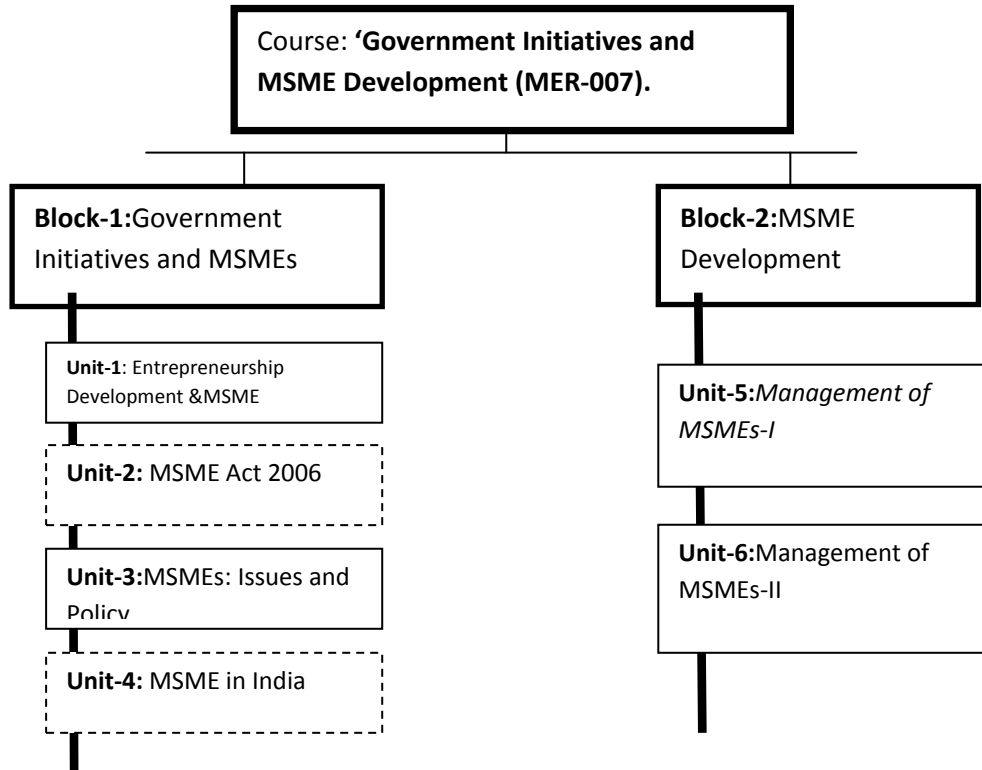 Course: ‘Government Initiatives and
MSME Development (MER-007).
Block-1:Government
Initiatives and MSMEs
Unit-1: Entrepreneurship
Development &MSME
Unit-2: MSME Act 2006
Unit-3:MSMEs: Issues and
Policy
Unit-4: MSME in India
Block-2:MSME
Development
Unit-5:Management of
MSMEs-I
Unit-6:Management of
MSMEs-II